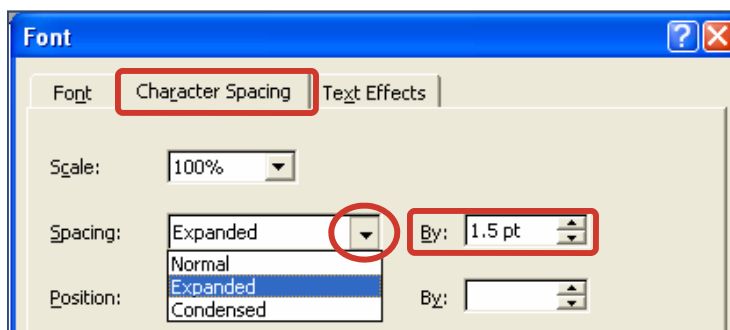 Font
Font Character Spacing Text Effects
Scale: 100%
Spacing: Expanded By: 1.5 pt
Normal
Expanded
Condensed
Position: By: